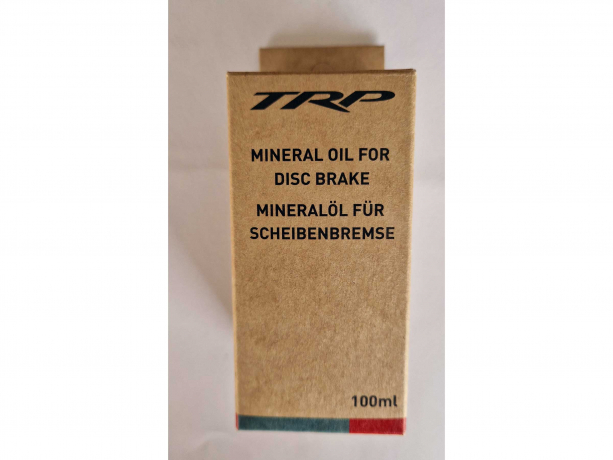 TRP
MINERAL OIL FOR
DISC BRAKE
MINERALÖL FÜR
SCHEIBENBREMSE
100ml